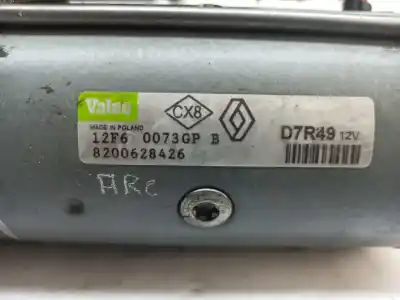 Valeo
MADE IN POLAND
CX8
12F6 0073GP B
8200628426
D7R49 12V
ARC